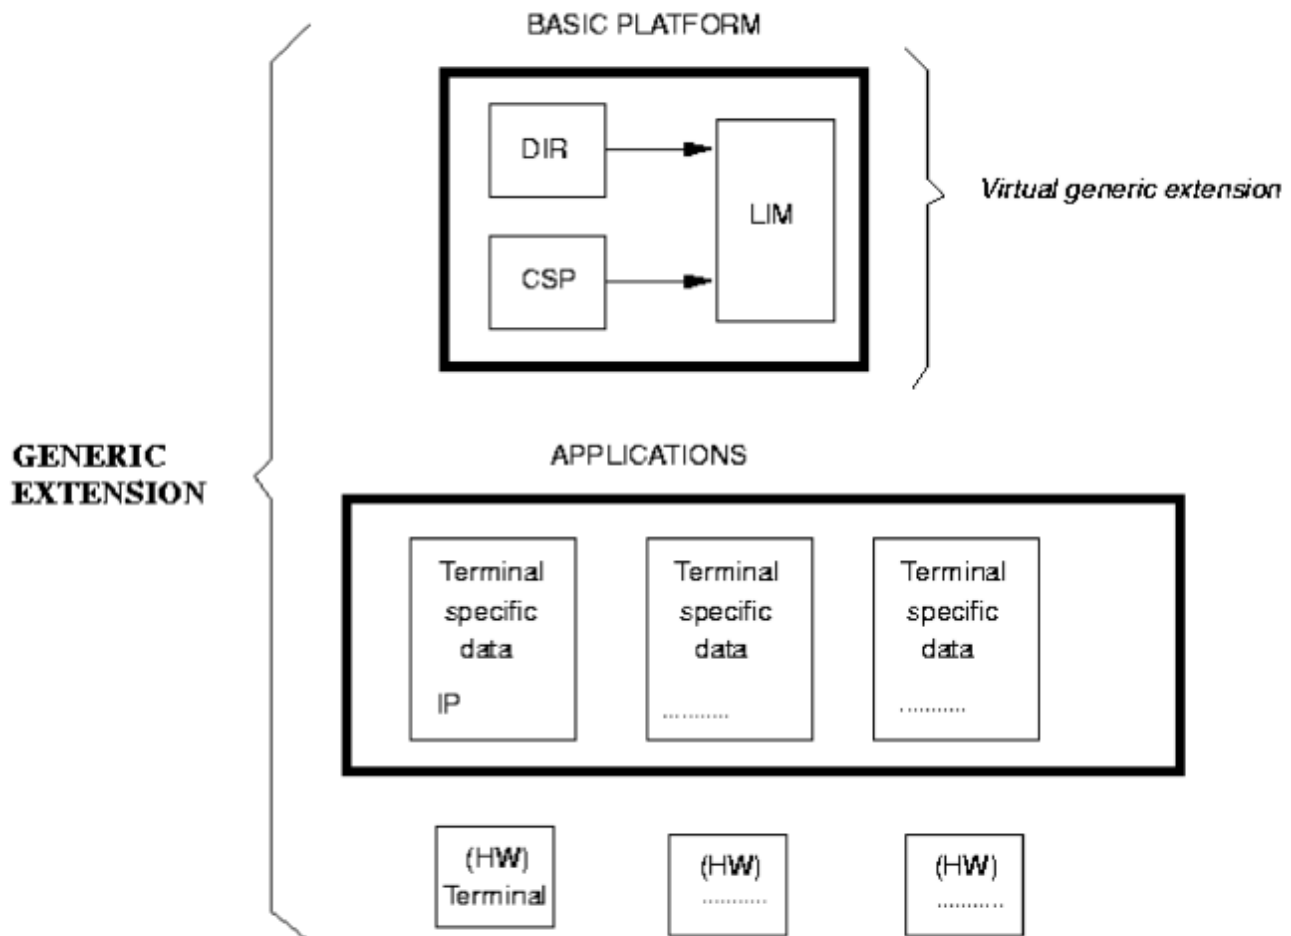 BASIC PLATFORM
DIR
LIM
CSP
Virtual generic extension
GENERIC
EXTENSION
APPLICATIONS
Terminal
specific
data
IP
Terminal
specific
data
...........
Terminal
specific
data
...........
(HW)
Terminal
(HW)
...........
(HW)
...........